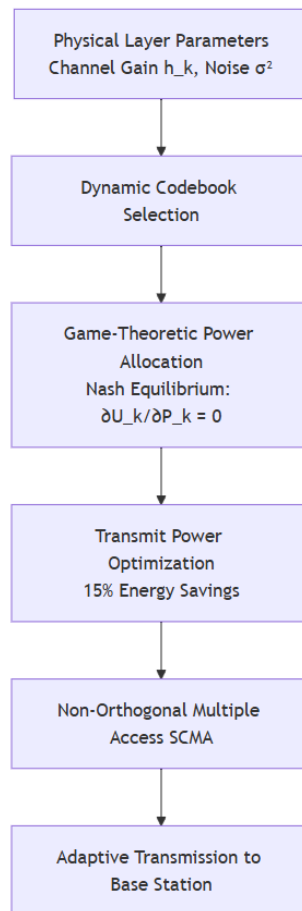 Physical Layer Parameters
Channel Gain h_k, Noise σ²
Dynamic Codebook
Selection
Game-Theoretic Power
Allocation
Nash Equilibrium:
∂U_k/∂P_k = 0
Transmit Power
Optimization
15% Energy Savings
Non-Orthogonal Multiple
Access SCMA
Adaptive Transmission to
Base Station